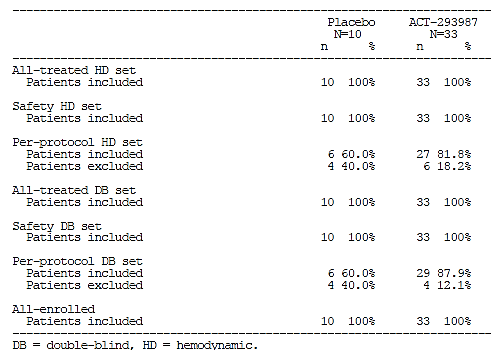 Placebo ACT-293987
N=10 N=33
n % n %
All-treated HD set
Patients included 10 100% 33 100%
Safety HD set
Patients included 10 100% 33 100%
Per-protocol HD set
Patients included 6 60.0% 27 81.8%
Patients excluded 4 40.0% 6 18.2%
All-treated DB set
Patients included 10 100% 33 100%
Safety DB set
Patients included 10 100% 33 100%
Per-protocol DB set
Patients included 6 60.0% 29 87.9%
Patients excluded 4 40.0% 4 12.1%
All-enrolled
Patients included 10 100% 33 100%
DB = double-blind, HD = hemodynamic.